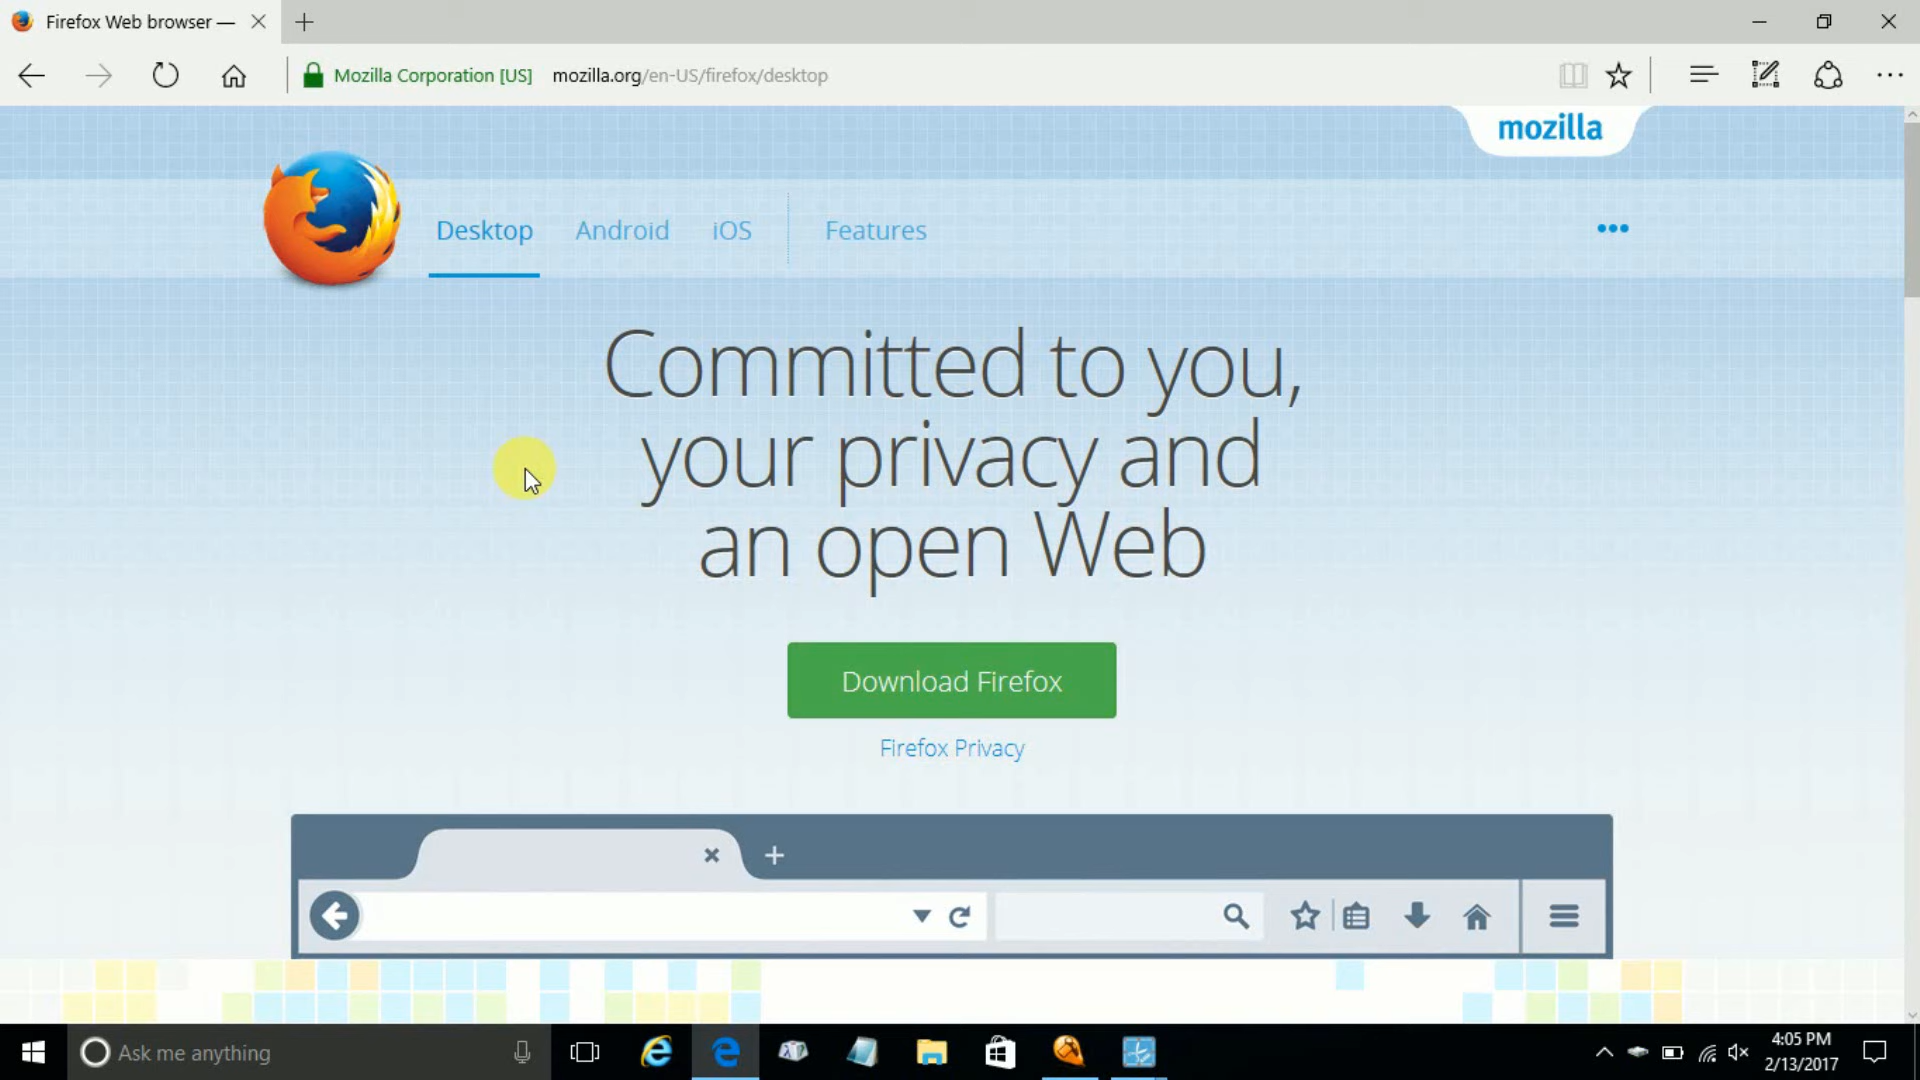 Firefox Web browser —
Mozilla Corporation [US] mozilla.org/en-US/firefox/desktop
mozilla
Desktop Android iOS Features
Committed to you,
your privacy and
an open Web
Download Firefox
Firefox Privacy
Ask me anything
4:05 PM
2/13/2017